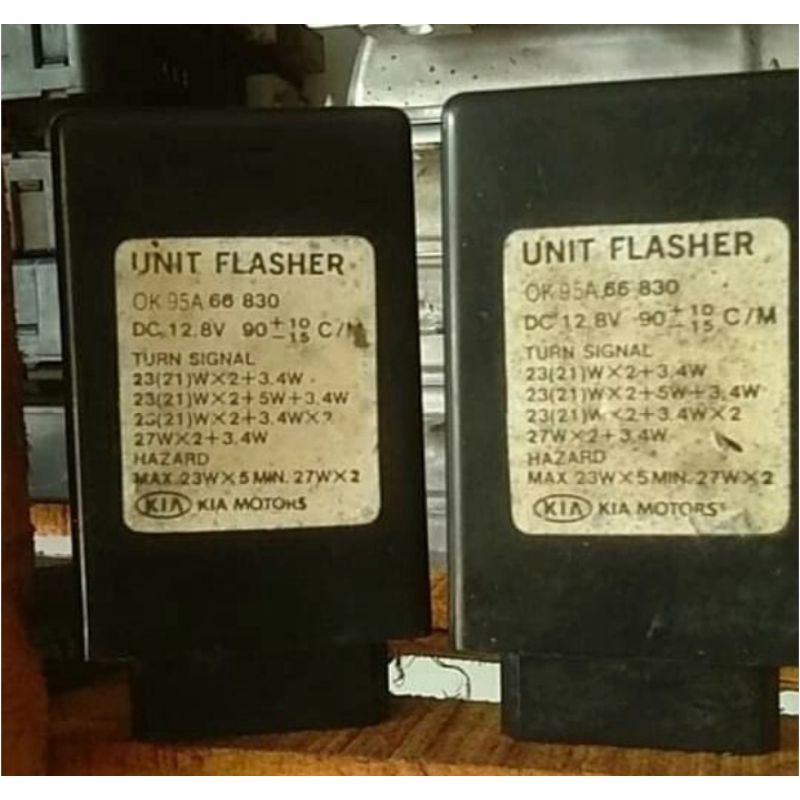 UNIT FLASHER
OK 95A 66 830
DC 12.8V 90 +10 -15 C/M
TURN SIGNAL
23(21)W×2+3.4W
23(21)W×2+5W+3.4W
23(21)W×2+3.4W×2
27W×2+3.4W
HAZARD
MAX 23W×5 MIN. 27W×2
KIA KIA MOTORS
UNIT FLASHER
OK 95A 66 830
DC 12.8V 90 +10 -15 C/M
TURN SIGNAL
23(21)W×2+3.4W
23(21)W×2+5W+3.4W
23(21)W×2+3.4W×2
27W×2+3.4W
HAZARD
MAX 23W×5 MIN. 27W×2
KIA KIA MOTORS